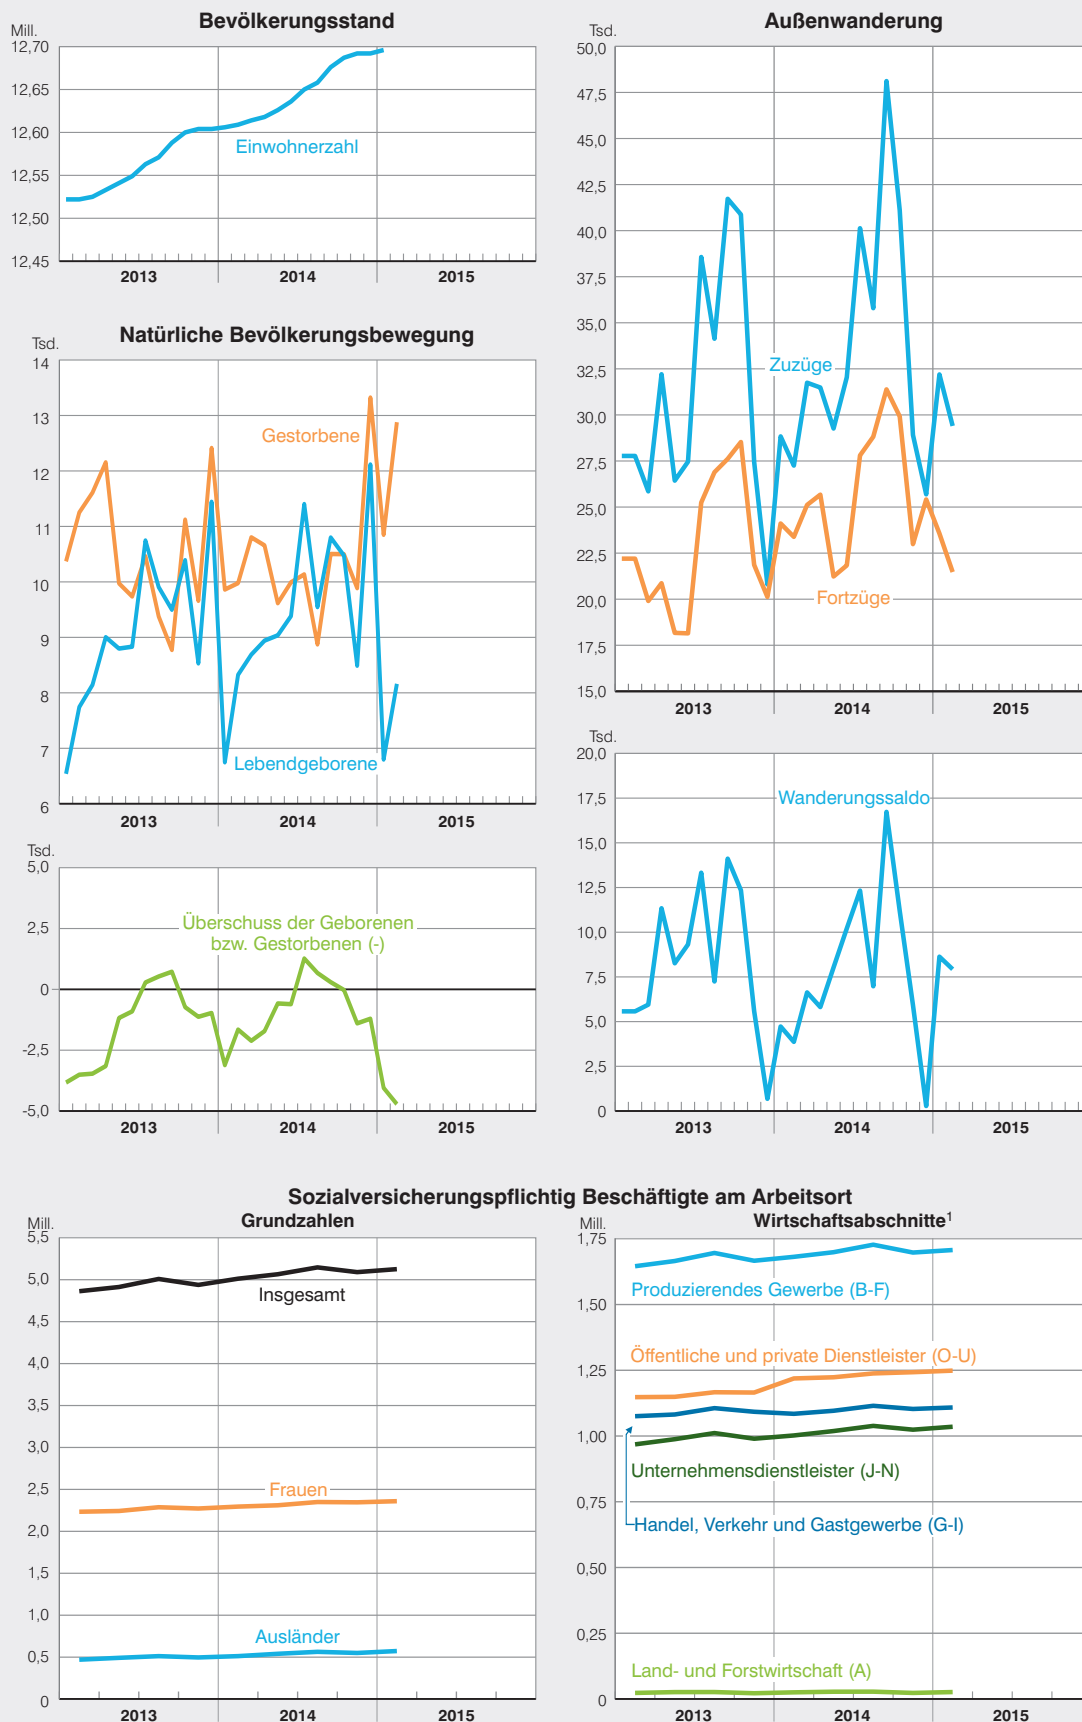 Bevölkerungsstand
Mill.
12,70
12,65
12,60
12,55
12,50
12,45
Einwohnerzahl
2013
2014
2015
Natürliche Bevölkerungsbewegung
Tsd.
14
13
12
11
10
9
8
7
6
Gestorbene
Lebendgeborene
2013
2014
2015
Tsd.
5,0
2,5
0
-2,5
-5,0
Überschuss der Geborenen
bzw. Gestorbenen (-)
2013
2014
2015
Außenwanderung
Tsd.
50,0
47,5
45,0
42,5
40,0
37,5
35,0
32,5
30,0
27,5
25,0
22,5
20,0
17,5
15,0
Zuzüge
Fortzüge
2013
2014
2015
Tsd.
20,0
17,5
15,0
12,5
10,0
7,5
5,0
2,5
0
Wanderungssaldo
2013
2014
2015
Sozialversicherungspflichtig Beschäftigte am Arbeitsort
Grundzahlen
Mill.
5,5
5,0
4,5
4,0
3,5
3,0
2,5
2,0
1,5
1,0
0,5
0
Insgesamt
Frauen
Ausländer
2013
2014
2015
Wirtschaftsabschnitte¹
Mill.
1,75
1,50
1,25
1,00
0,75
0,50
0,25
0
Produzierendes Gewerbe (B-F)
Öffentliche und private Dienstleister (O-U)
Unternehmensdienstleister (J-N)
Handel, Verkehr und Gastgewerbe (G-I)
Land- und Forstwirtschaft (A)
2013
2014
2015